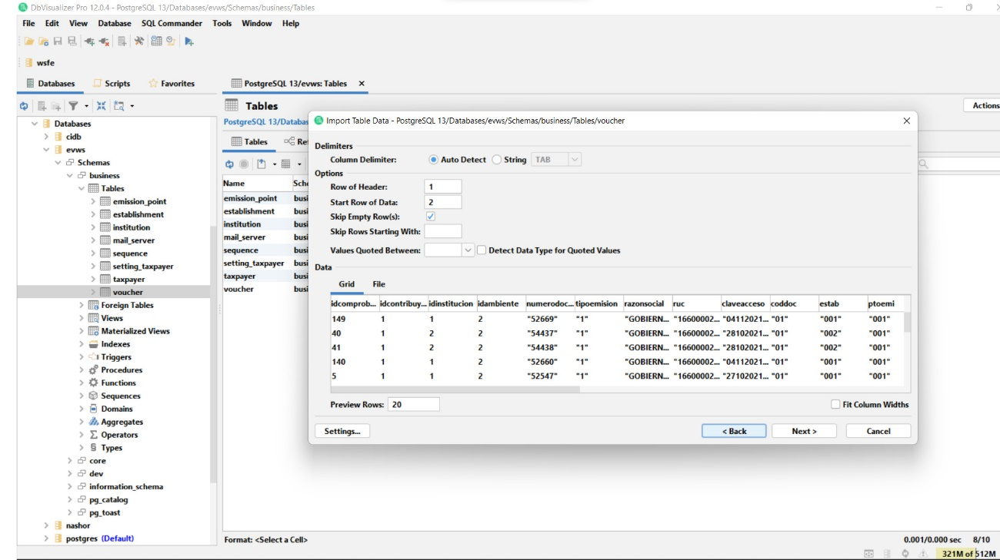 DbVisualizer Pro 12.0.4 - PostgreSQL 13/Databases/evws/Schemas/business/Tables
File Edit View Database SQL Commander Tools Window Help
wsfe
Databases Scripts Favorites PostgreSQL 13/evws: Tables
Tables Actions
PostgreSQL 13/Databas
Tables Re
Name Sche
emission_point busi
establishment busi
institution busi
mail_server busi
sequence busi
setting_taxpayer busi
taxpayer busi
voucher busi
Databases
cidb
evws
Schemas
business
Tables
emission_point
establishment
institution
mail_server
sequence
setting_taxpayer
taxpayer
voucher
Foreign Tables
Views
Materialized Views
Indexes
Triggers
Procedures
Functions
Sequences
Domains
Aggregates
Operators
Types
core
dev
information_schema
pg_catalog
pg_toast
nashor
postgres (Default)
Import Table Data - PostgreSQL 13/Databases/evws/Schemas/business/Tables/voucher
Delimiters
Column Delimiter: Auto Detect String TAB
Options
Row of Header: 1
Start Row of Data: 2
Skip Empty Row(s):
Skip Rows Starting With:
Values Quoted Between: Detect Data Type for Quoted Values
Data
Grid File
idcomprob... idcontribuy... idinstitucion idambiente numerodoc... tipoemision razonsocial ruc claveacceso coddoc estab ptoemi
149 1 1 2 "52669" "1" "GOBIERN... "16600002... "04112021... "01" "001" "001"
40 1 2 2 "54437" "1" "GOBIERN... "16600002... "28102021... "01" "002" "001"
41 1 2 2 "54438" "1" "GOBIERN... "16600002... "28102021... "01" "002" "001"
140 1 1 2 "52660" "1" "GOBIERN... "16600002... "04112021... "01" "001" "001"
5 1 1 2 "52547" "1" "GOBIERN... "16600002... "27102021... "01" "001" "001"
Preview Rows: 20 Fit Column Widths
Settings... < Back Next > Cancel
Format: <Select a Cell> 0.001/0.000 sec 8/10
321M of 512M